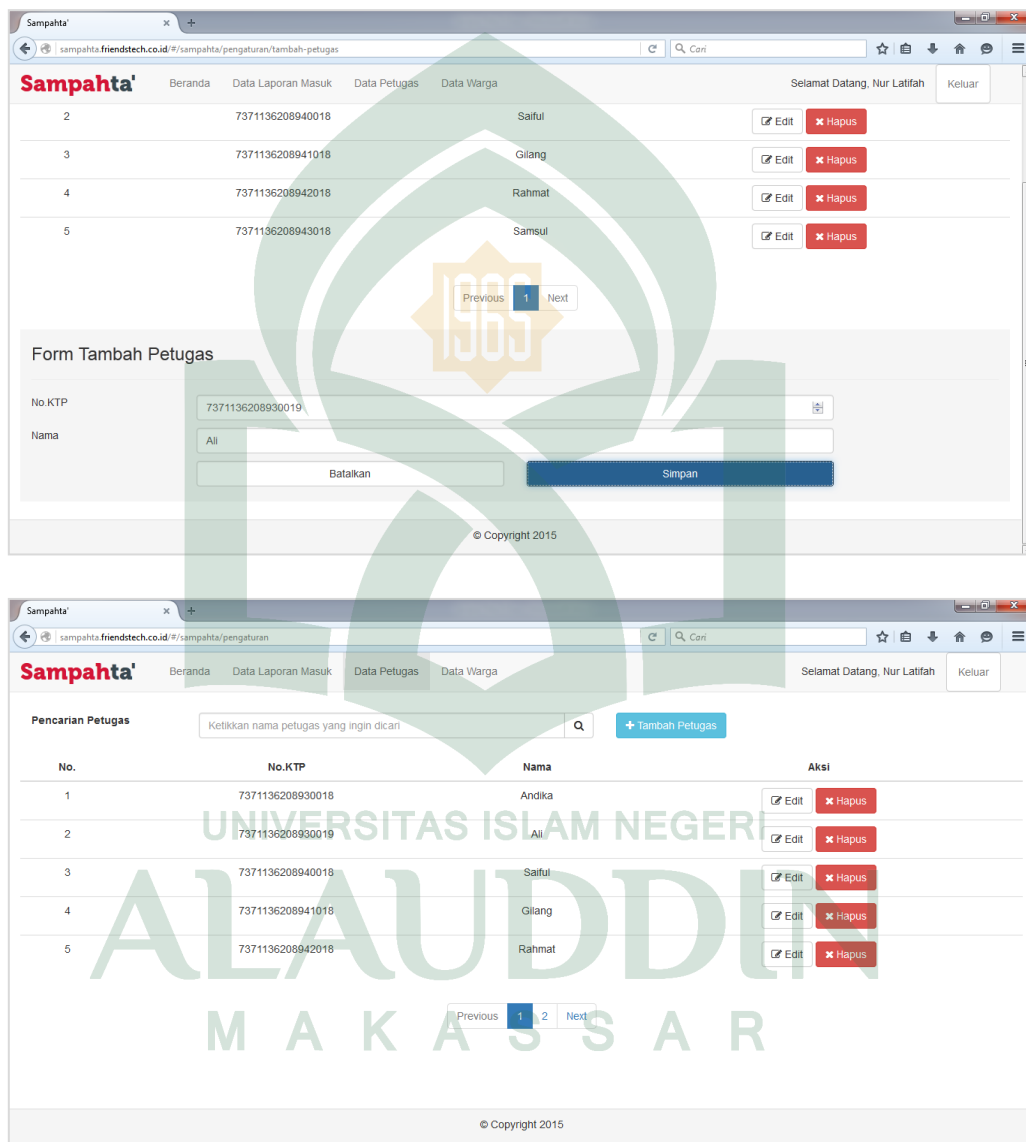 Sampahta' × +
sampahta.friendstech.co.id/#/sampahta/pengaturan/tambah-petugas Cari
Sampahta' Beranda Data Laporan Masuk Data Petugas Data Warga Selamat Datang, Nur Latifah Keluar
2 7371136208940018 Saiful Edit Hapus
3 7371136208941018 Gilang Edit Hapus
4 7371136208942018 Rahmat Edit Hapus
5 7371136208943018 Samsul Edit Hapus
1965
Previous 1 Next
Form Tambah Petugas
No.KTP 7371136208930019
Nama Ali
Batalkan Simpan
© Copyright 2015
Sampahta' × +
sampahta.friendstech.co.id/#/sampahta/pengaturan Cari
Sampahta' Beranda Data Laporan Masuk Data Petugas Data Warga Selamat Datang, Nur Latifah Keluar
Pencarian Petugas Ketikkan nama petugas yang ingin dicari + Tambah Petugas
No. No.KTP Nama Aksi
1 7371136208930018 Andika Edit Hapus
UNIVERSITAS ISLAM NEGERI
2 7371136208930019 Ali Edit Hapus
3 7371136208940018 Saiful Edit Hapus
ALAUDDIN
4 7371136208941018 Gilang Edit Hapus
5 7371136208942018 Rahmat Edit Hapus
Previous 1 2 Next
MAKASSAR
© Copyright 2015